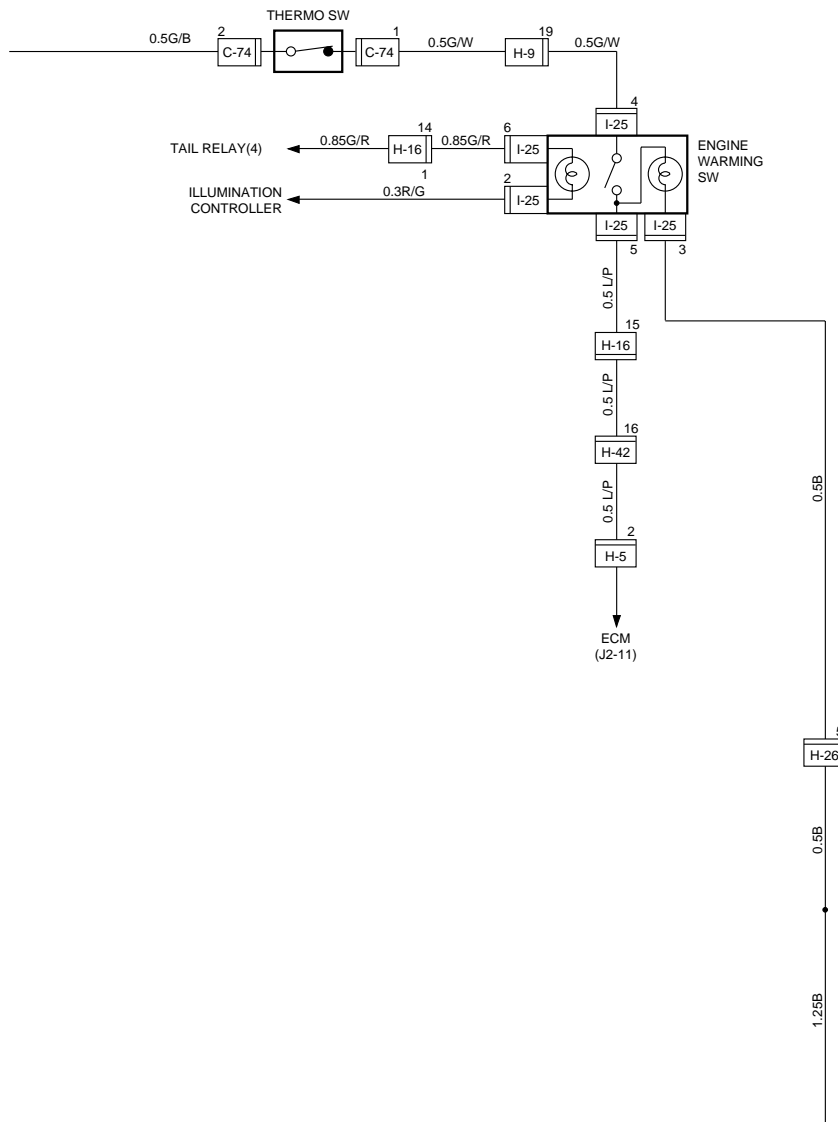 THERMO SW
0.5G/B
2
C-74
1
C-74
0.5G/W
19
H-9
0.5G/W
4
I-25
TAIL RELAY(4)
0.85G/R
14
H-16
1
0.85G/R
6
I-25
ENGINE
WARMING
SW
ILLUMINATION
CONTROLLER
0.3R/G
2
I-25
I-25
5
I-25
3
0.5 L/P
15
H-16
0.5 L/P
16
H-42
0.5 L/P
2
H-5
ECM
(J2-11)
0.5B
H-26
0.5B
1.25B